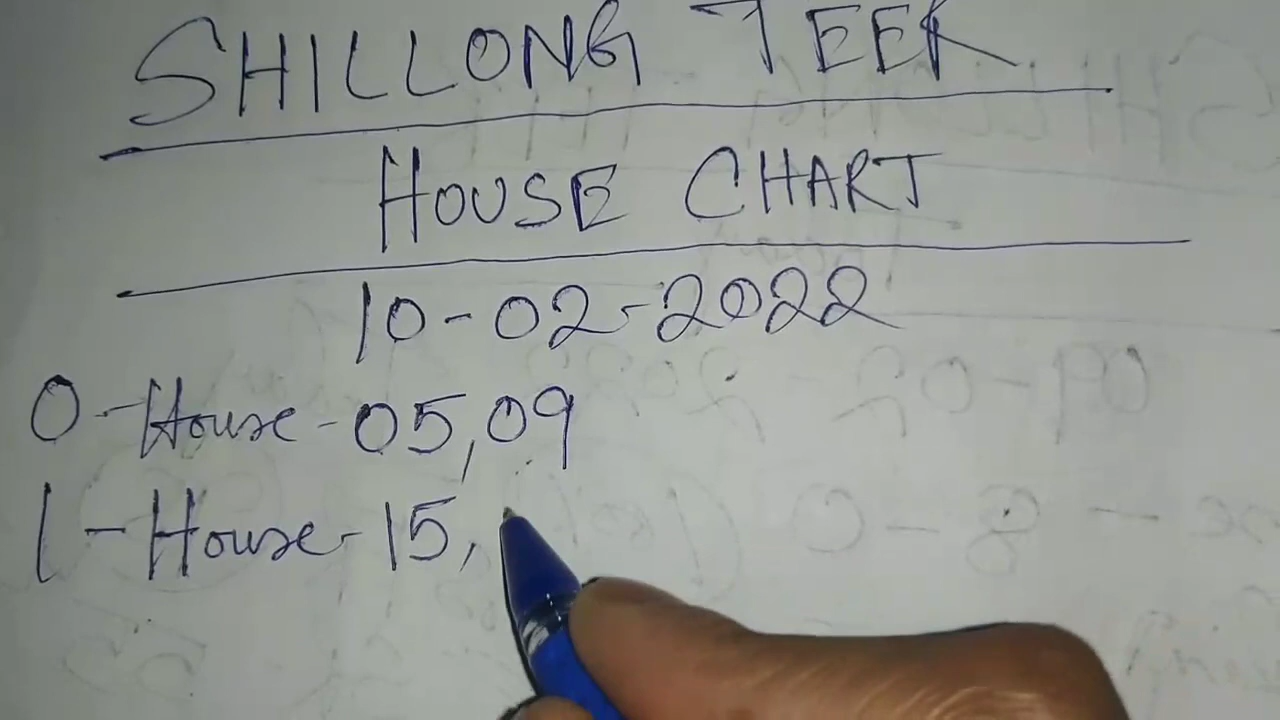 SHILLONG TEER
HOUSE CHART
10-02-2022
0-House-05,09
1-House-15,